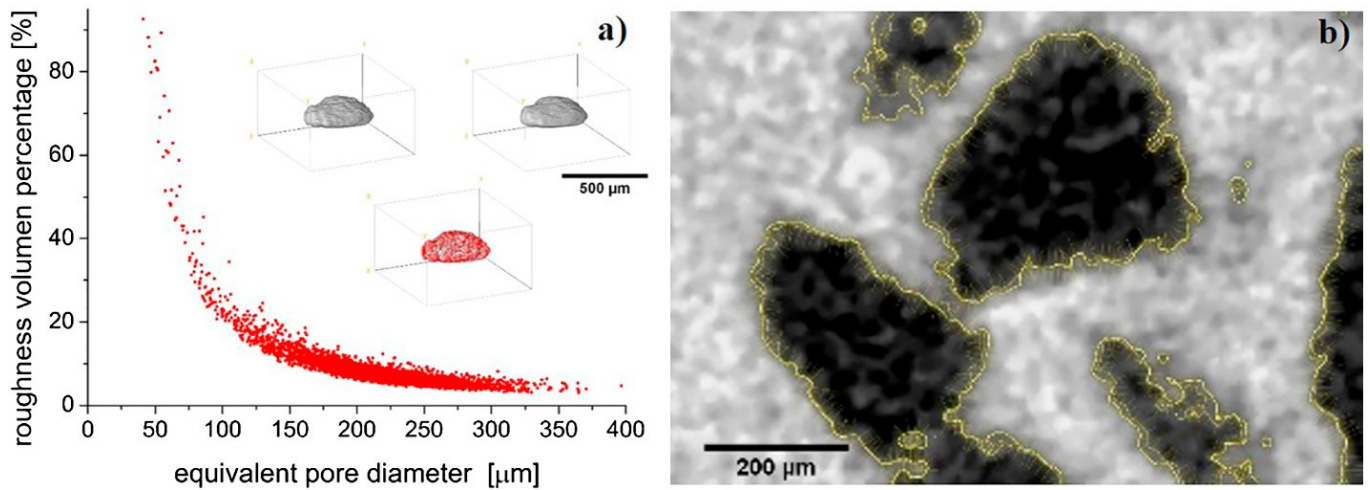 a)
roughness volumen percentage [%]
80
60
40
20
0
500 µm
0 50 100 150 200 250 300 350 400
equivalent pore diameter [µm]
b)
200 µm